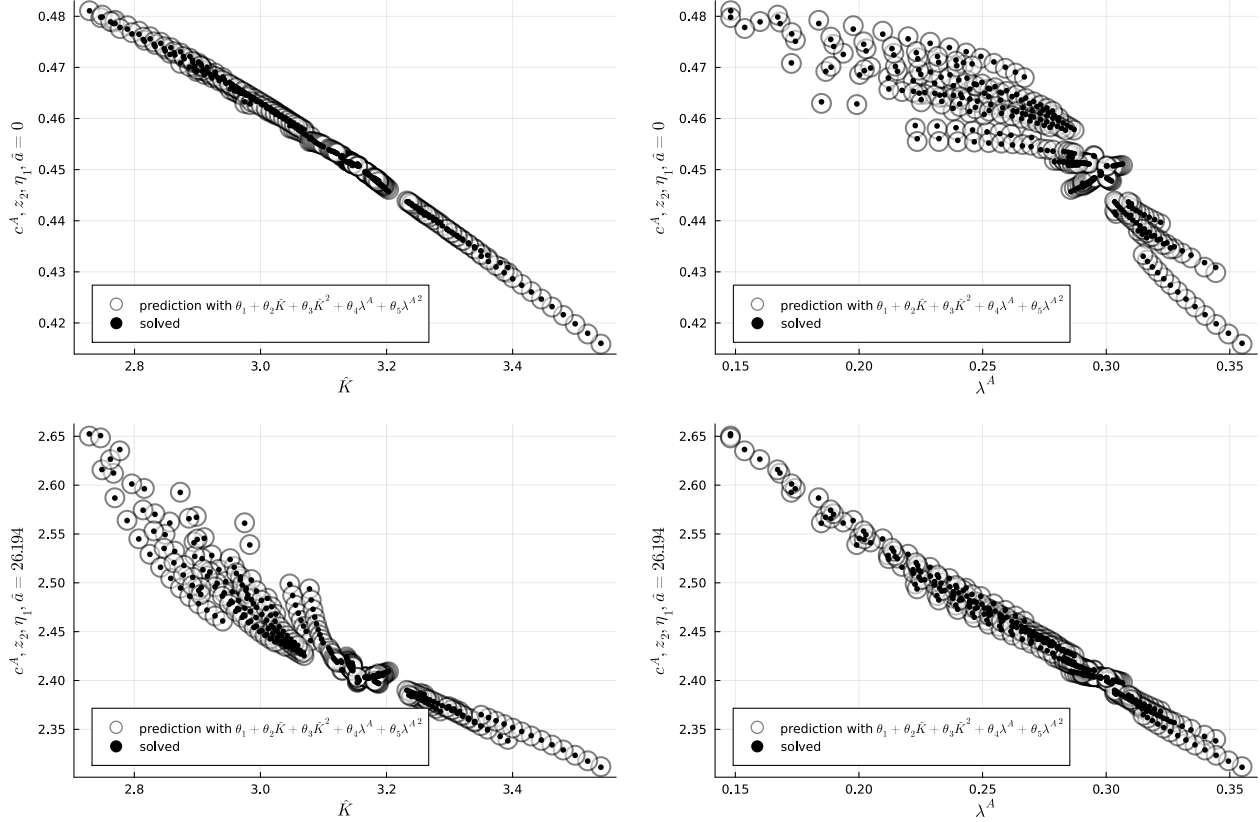 0.48
0.47
0.46
0.45
0.44
0.43
0.42
c^A, z_2, η_1, â = 0
prediction with θ_1 + θ_2K̂ + θ_3K̂^2 + θ_4λ^A + θ_5λ^{A2}
solved
2.8 3.0 3.2 3.4
K̂
0.48
0.47
0.46
0.45
0.44
0.43
0.42
c^A, z_2, η_1, â = 0
prediction with θ_1 + θ_2K̂ + θ_3K̂^2 + θ_4λ^A + θ_5λ^{A2}
solved
0.15 0.20 0.25 0.30 0.35
λ^A
2.65
2.60
2.55
2.50
2.45
2.40
2.35
c^A, z_2, η_1, â = 26.194
prediction with θ_1 + θ_2K̂ + θ_3K̂^2 + θ_4λ^A + θ_5λ^{A2}
solved
2.8 3.0 3.2 3.4
K̂
2.65
2.60
2.55
2.50
2.45
2.40
2.35
c^A, z_2, η_1, â = 26.194
prediction with θ_1 + θ_2K̂ + θ_3K̂^2 + θ_4λ^A + θ_5λ^{A2}
solved
0.15 0.20 0.25 0.30 0.35
λ^A